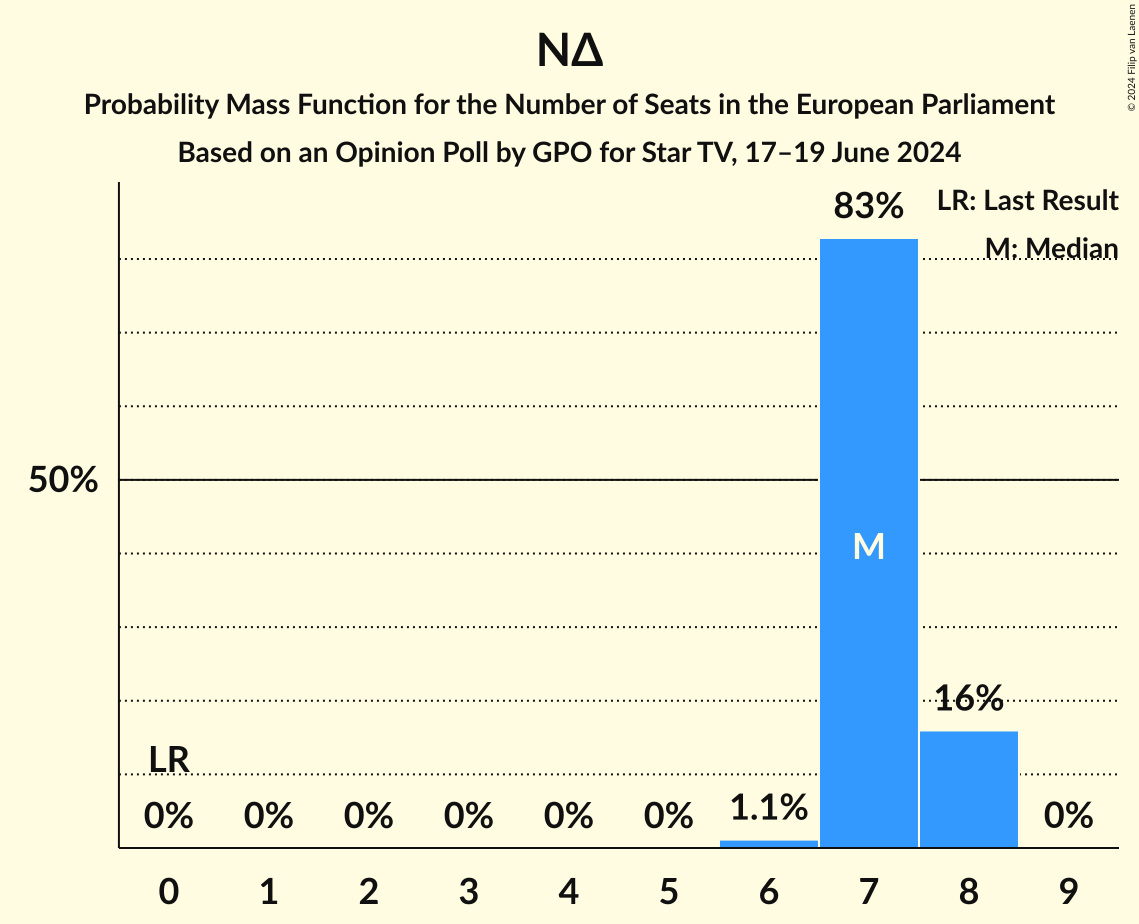 ΝΔ
Probability Mass Function for the Number of Seats in the European Parliament
Based on an Opinion Poll by GPO for Star TV, 17–19 June 2024
© 2024 Filip van Laenen
LR: Last Result
M: Median
83%
50%
M
16%
LR
1.1%
0% 0% 0% 0% 0% 0% 0%
0 1 2 3 4 5 6 7 8 9